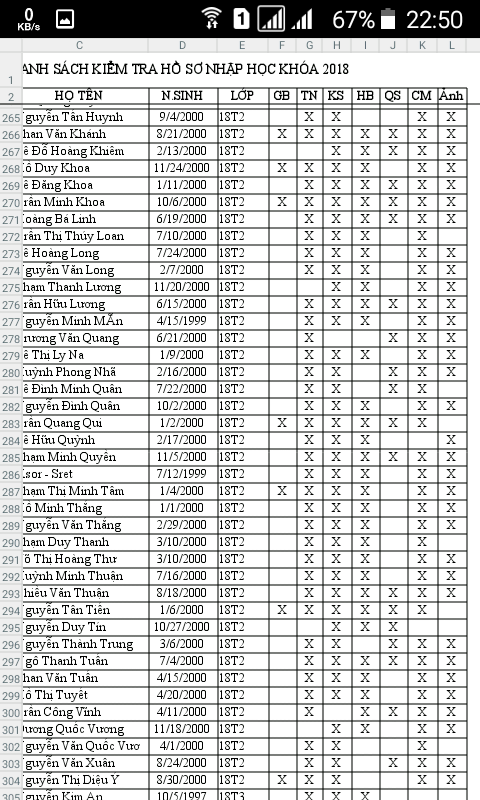 0 KB/s 1 67% 22:50
C D E F G H I J K L
1 ANH SÁCH KIỂM TRA HỒ SƠ NHẬP HỌC KHÓA 2018
2 HỌ TÊN N.SINH LỚP GB TN KS HB QS CM Ảnh
265 guyễn Tân Huynh 9/4/2000 18T2 X X X X
266 han Văn Khánh 8/21/2000 18T2 X X X X X X X
267 ê Đỗ Hoàng Khiêm 2/13/2000 18T2 X X X X X
268 ồ Duy Khoa 11/24/2000 18T2 X X X X X X
269 ê Đăng Khoa 1/11/2000 18T2 X X X X X X
270 rần Minh Khoa 10/6/2000 18T2 X X X X X X X
271 oàng Bá Linh 6/19/2000 18T2 X X X X X X
272 rần Thị Thúy Loan 7/10/2000 18T2 X X X X
273 ê Hoàng Long 7/24/2000 18T2 X X X X X
274 guyễn Văn Long 2/7/2000 18T2 X X X X X
275 hạm Thanh Lương 11/20/2000 18T2 X X X X
276 rần Hữu Lương 6/15/2000 18T2 X X X X X X
277 guyễn Minh MẪn 4/15/1999 18T2 X X X X X
278 rương Văn Quang 6/21/2000 18T2 X X X X
279 ê Thị Ly Na 1/9/2000 18T2 X X X X X
280 uỳnh Phong Nhã 2/16/2000 18T2 X X X X X X
281 ê Đinh Minh Quân 7/22/2000 18T2 X X X X
282 guyễn Đình Quân 10/2/2000 18T2 X X X X X
283 rần Quang Qui 1/2/2000 18T2 X X X X X X
284 ê Hữu Quỳnh 2/17/2000 18T2 X X X X
285 hạm Minh Quyên 11/5/2000 18T2 X X X X X X
286 sor - Sret 7/12/1999 18T2 X X X X X
287 hạm Thị Minh Tâm 1/4/2000 18T2 X X X X X X
288 ồ Minh Thắng 1/1/2000 18T2 X X X X X
289 guyễn Văn Thắng 2/29/2000 18T2 X X X X X
290 hạm Duy Thanh 3/10/2000 18T2 X X X X
291 õ Thị Hoàng Thư 3/10/2000 18T2 X X X X X
292 uỳnh Minh Thuận 7/16/2000 18T2 X X X X X
293 hiều Văn Thuận 8/18/2000 18T2 X X X X X X
294 guyễn Tân Tiên 1/6/2000 18T2 X X X X X X
295 guyễn Duy Tín 10/27/2000 18T2 X X X
296 guyễn Thành Trung 3/6/2000 18T2 X X X X X
297 gô Thanh Tuân 7/4/2000 18T2 X X X X X X
298 han Văn Tuân 4/15/2000 18T2 X X X X X
299 ồ Thị Tuyết 4/20/2000 18T2 X X X X X
300 rần Công Vĩnh 4/11/2000 18T2 X X X X X
301 ương Quốc Vương 11/18/2000 18T2 X X X X
302 guyễn Văn Quốc Vươ 4/1/2000 18T2 X X X
303 guyễn Văn Xuân 8/24/2000 18T2 X X X X X
304 guyễn Thị Diệu Ý 8/30/2000 18T2 X X X X X X
305 guyễn Kim An 10/5/1997 18T3 X X X X X